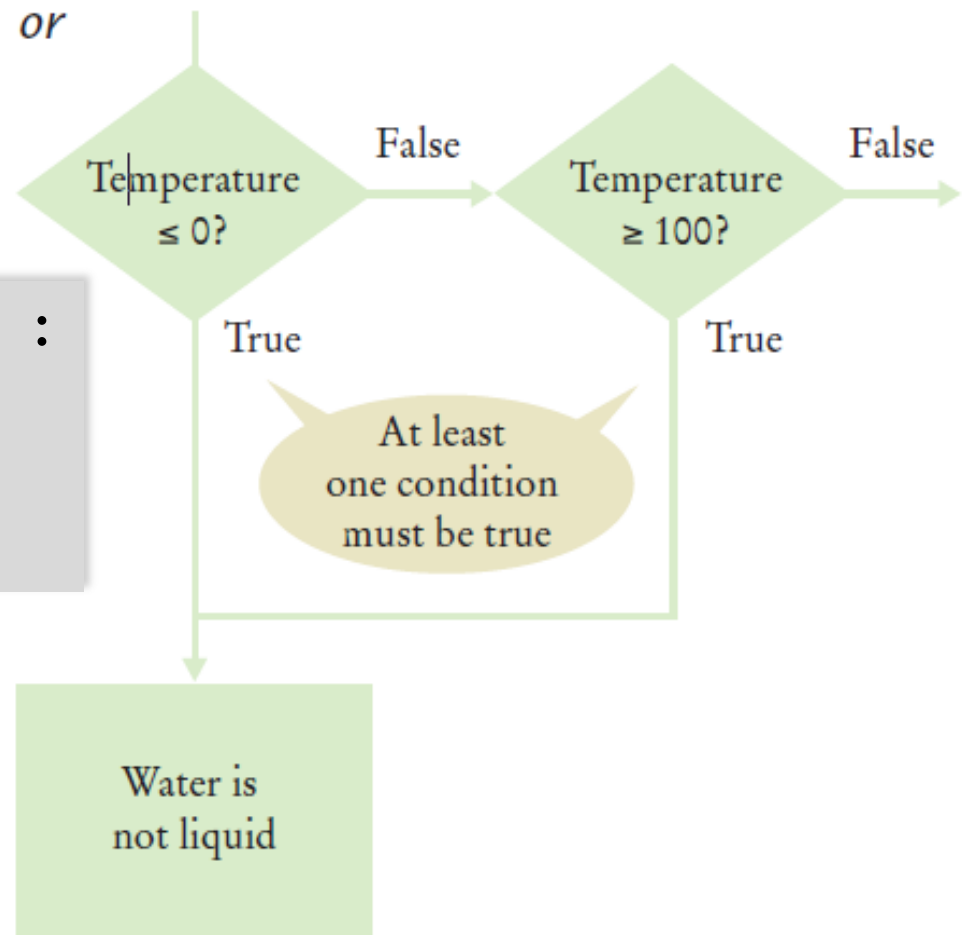 or
Temperature
≤ 0?
False
Temperature
≥ 100?
False
:
True
True
At least
one condition
must be true
Water is
not liquid